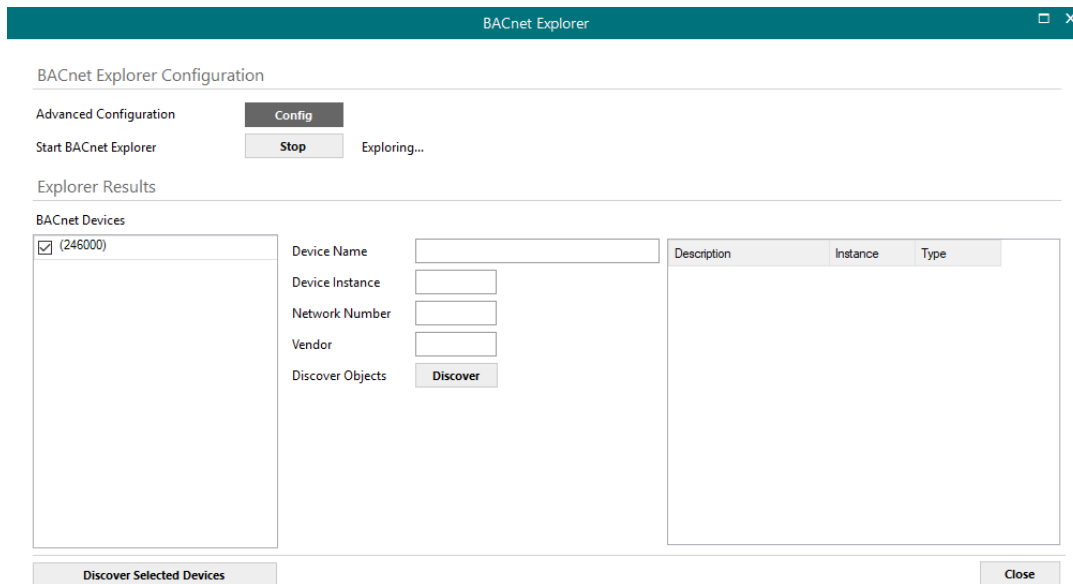 BACnet Explorer
BACnet Explorer Configuration
Advanced Configuration
Config
Start BACnet Explorer
Stop
Exploring...
Explorer Results
BACnet Devices
(246000)
Device Name
Device Instance
Network Number
Vendor
Discover Objects
Discover
Description Instance Type
Discover Selected Devices
Close